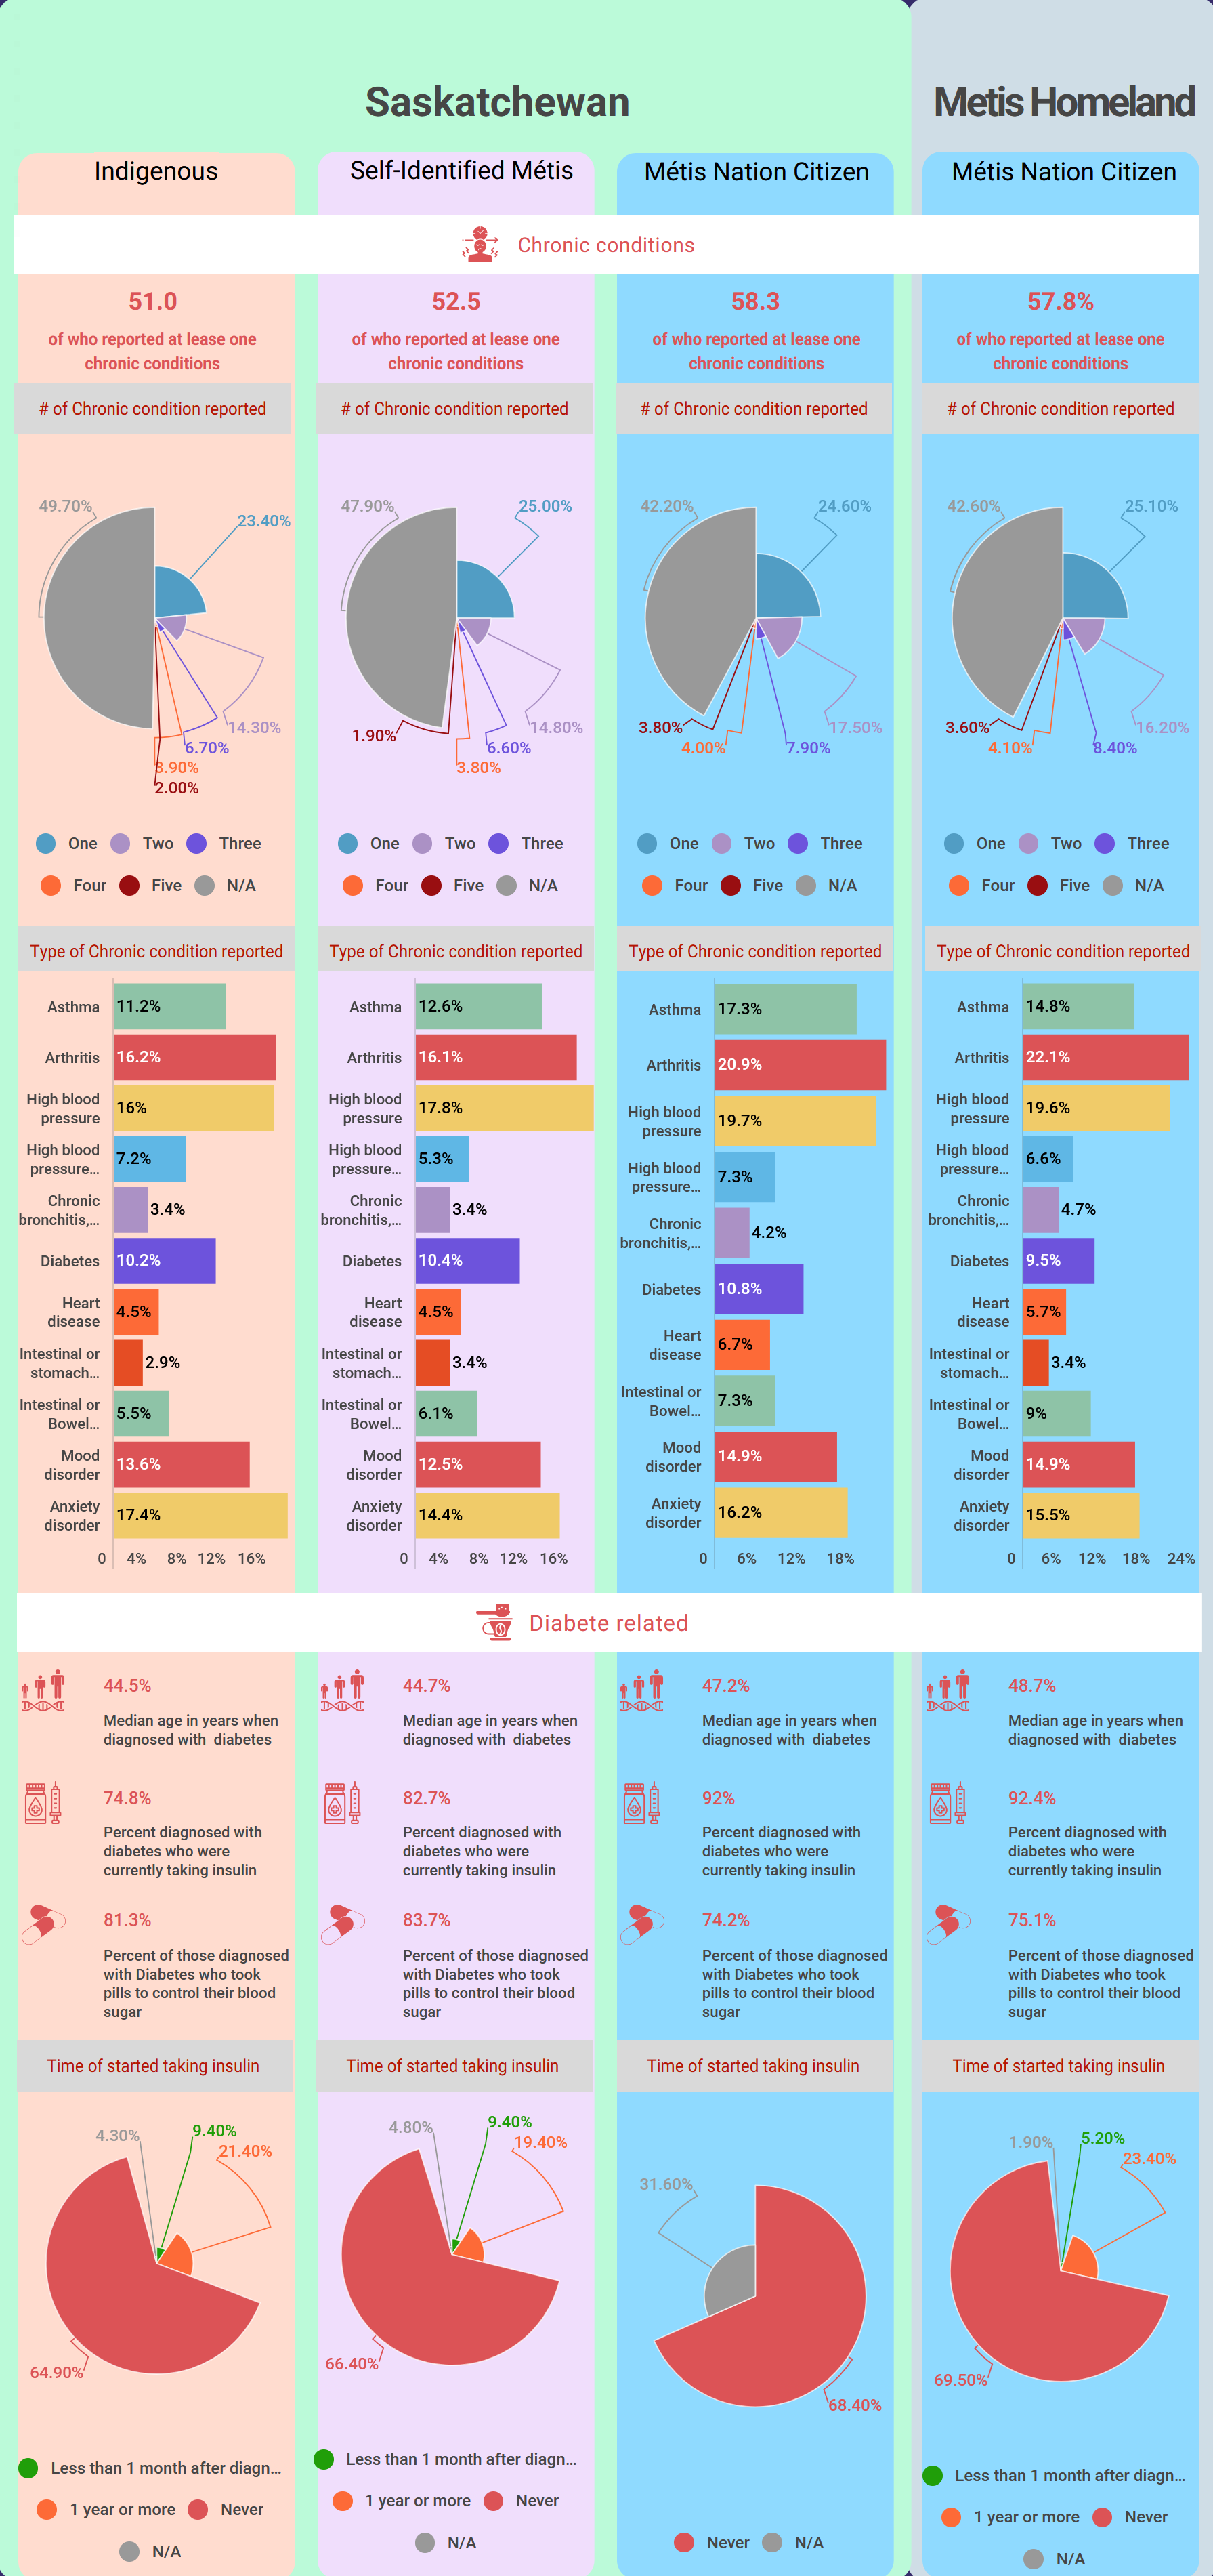 Saskatchewan
Metis Homeland
Indigenous
Self-Identified Métis
Métis Nation Citizen
Métis Nation Citizen
Chronic conditions
51.0
of who reported at lease one
chronic conditions
52.5
of who reported at lease one
chronic conditions
58.3
of who reported at lease one
chronic conditions
57.8%
of who reported at lease one
chronic conditions
# of Chronic condition reported
# of Chronic condition reported
# of Chronic condition reported
# of Chronic condition reported
49.70%
23.40%
14.30%
6.70%
3.90%
2.00%
One Two Three
Four Five N/A
47.90%
25.00%
1.90%
14.80%
6.60%
3.80%
One Two Three
Four Five N/A
42.20%
24.60%
3.80%
17.50%
4.00%
7.90%
One Two Three
Four Five N/A
42.60%
25.10%
3.60%
16.20%
4.10%
8.40%
One Two Three
Four Five N/A
Type of Chronic condition reported
Type of Chronic condition reported
Type of Chronic condition reported
Type of Chronic condition reported
Asthma 11.2%
Arthritis 16.2%
High blood
pressure 16%
High blood
pressure... 7.2%
Chronic
bronchitis,... 3.4%
Diabetes 10.2%
Heart
disease 4.5%
Intestinal or
stomach... 2.9%
Intestinal or
Bowel... 5.5%
Mood
disorder 13.6%
Anxiety
disorder 17.4%
0 4% 8% 12% 16%
Asthma 12.6%
Arthritis 16.1%
High blood
pressure 17.8%
High blood
pressure... 5.3%
Chronic
bronchitis,... 3.4%
Diabetes 10.4%
Heart
disease 4.5%
Intestinal or
stomach... 3.4%
Intestinal or
Bowel... 6.1%
Mood
disorder 12.5%
Anxiety
disorder 14.4%
0 4% 8% 12% 16%
Asthma 17.3%
Arthritis 20.9%
High blood
pressure 19.7%
High blood
pressure... 7.3%
Chronic
bronchitis,... 4.2%
Diabetes 10.8%
Heart
disease 6.7%
Intestinal or
Bowel... 7.3%
Mood
disorder 14.9%
Anxiety
disorder 16.2%
0 6% 12% 18%
Asthma 14.8%
Arthritis 22.1%
High blood
pressure 19.6%
High blood
pressure... 6.6%
Chronic
bronchitis,... 4.7%
Diabetes 9.5%
Heart
disease 5.7%
Intestinal or
stomach... 3.4%
Intestinal or
Bowel... 9%
Mood
disorder 14.9%
Anxiety
disorder 15.5%
0 6% 12% 18% 24%
Diabete related
44.5%
Median age in years when
diagnosed with diabetes
74.8%
Percent diagnosed with
diabetes who were
currently taking insulin
81.3%
Percent of those diagnosed
with Diabetes who took
pills to control their blood
sugar
44.7%
Median age in years when
diagnosed with diabetes
82.7%
Percent diagnosed with
diabetes who were
currently taking insulin
83.7%
Percent of those diagnosed
with Diabetes who took
pills to control their blood
sugar
47.2%
Median age in years when
diagnosed with diabetes
92%
Percent diagnosed with
diabetes who were
currently taking insulin
74.2%
Percent of those diagnosed
with Diabetes who took
pills to control their blood
sugar
48.7%
Median age in years when
diagnosed with diabetes
92.4%
Percent diagnosed with
diabetes who were
currently taking insulin
75.1%
Percent of those diagnosed
with Diabetes who took
pills to control their blood
sugar
Time of started taking insulin
Time of started taking insulin
Time of started taking insulin
Time of started taking insulin
4.30%
9.40%
21.40%
64.90%
Less than 1 month after diagn...
1 year or more Never
N/A
4.80%
9.40%
19.40%
66.40%
Less than 1 month after diagn...
1 year or more Never
N/A
31.60%
68.40%
Never N/A
1.90%
5.20%
23.40%
69.50%
Less than 1 month after diagn...
1 year or more Never
N/A